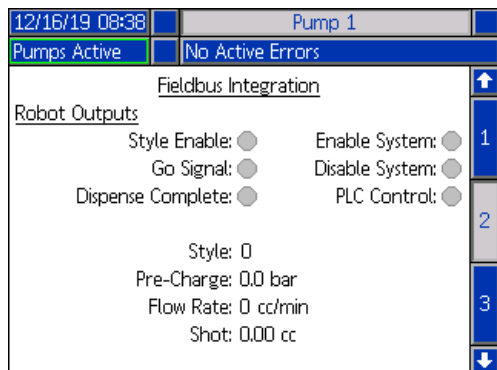 12/16/19 08:38 Pump 1
Pumps Active No Active Errors
Fieldbus Integration
Robot Outputs
Style Enable: Enable System:
Go Signal: Disable System:
Dispense Complete: PLC Control:
Style: 0
Pre-Charge: 0.0 bar
Flow Rate: 0 cc/min
Shot: 0.00 cc
1
2
3